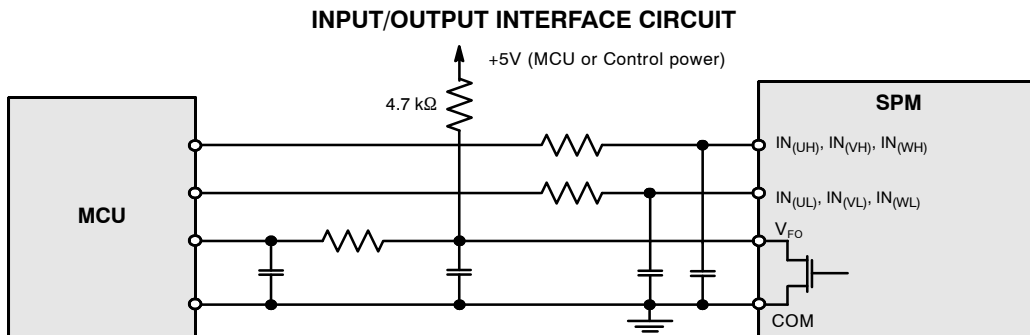 INPUT/OUTPUT INTERFACE CIRCUIT
+5V (MCU or Control power)
4.7 kΩ
SPM
IN(UH), IN(VH), IN(WH)
IN(UL), IN(VL), IN(WL)
MCU
VFO
COM